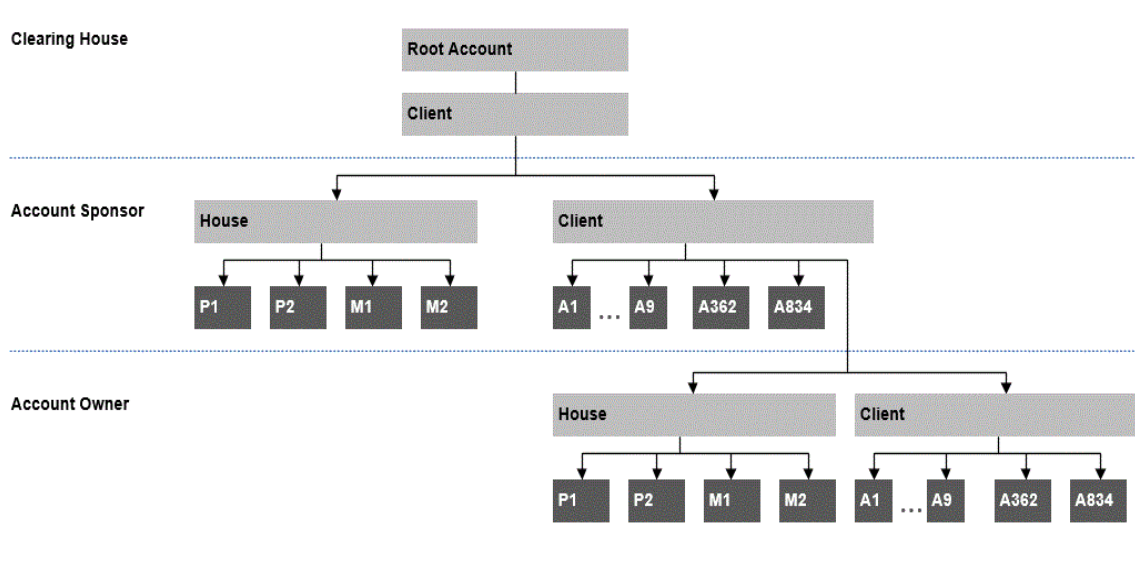 Clearing House
Root Account
Client
Account Sponsor
House
Client
P1 P2 M1 M2
A1 ... A9 A362 A834
Account Owner
House
Client
P1 P2 M1 M2
A1 ... A9 A362 A834